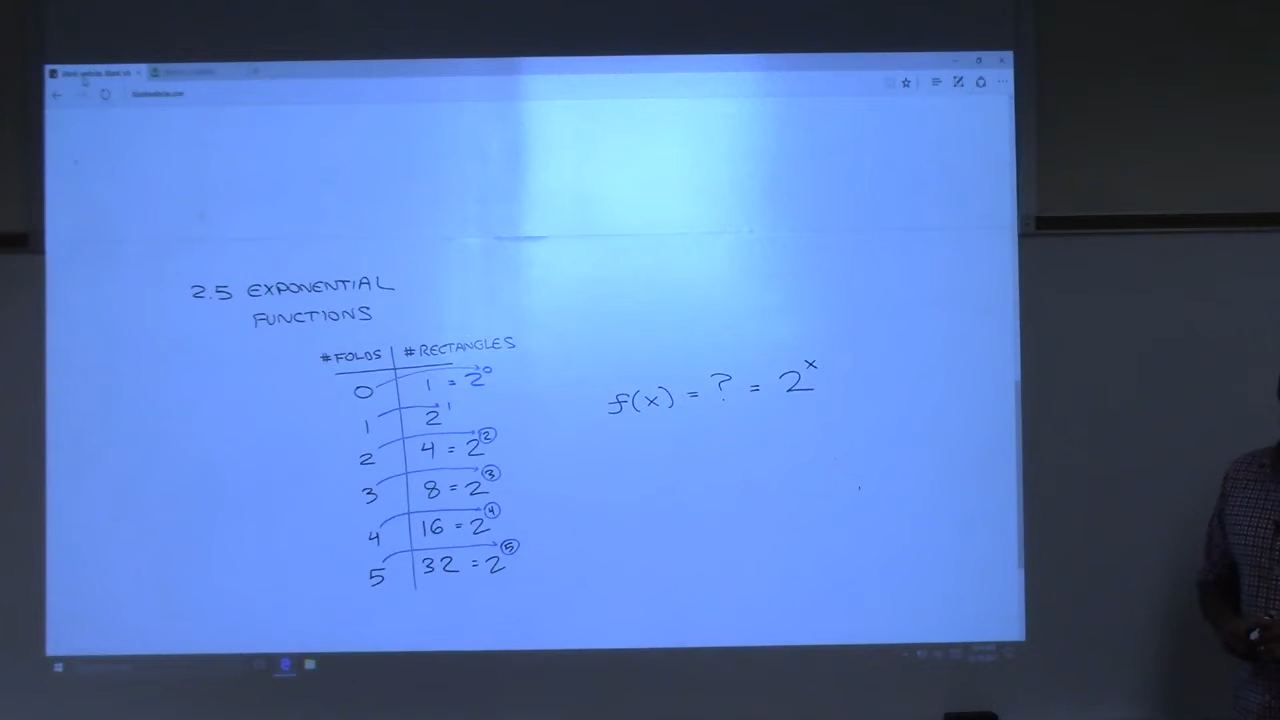 2.5 EXPONENTIAL
FUNCTIONS
#FOLDS #RECTANGLES
0 1 = 2^0
1 2^1
2 4 = 2^2
3 8 = 2^3
4 16 = 2^4
5 32 = 2^5
f(x) = ? = 2^x